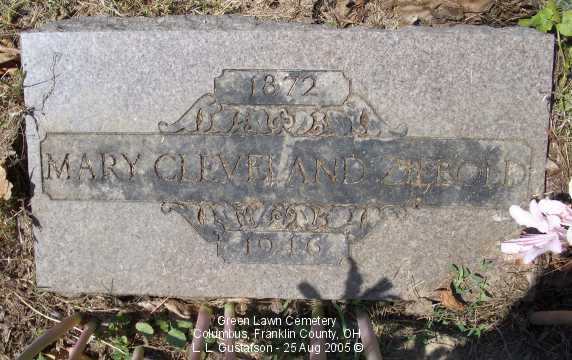 1872
MARY CLEVELAND ZIEBOLD
1946
Green Lawn Cemetery
Columbus, Franklin County, OH
L. L. Gustafson - 25 Aug 2005 ©